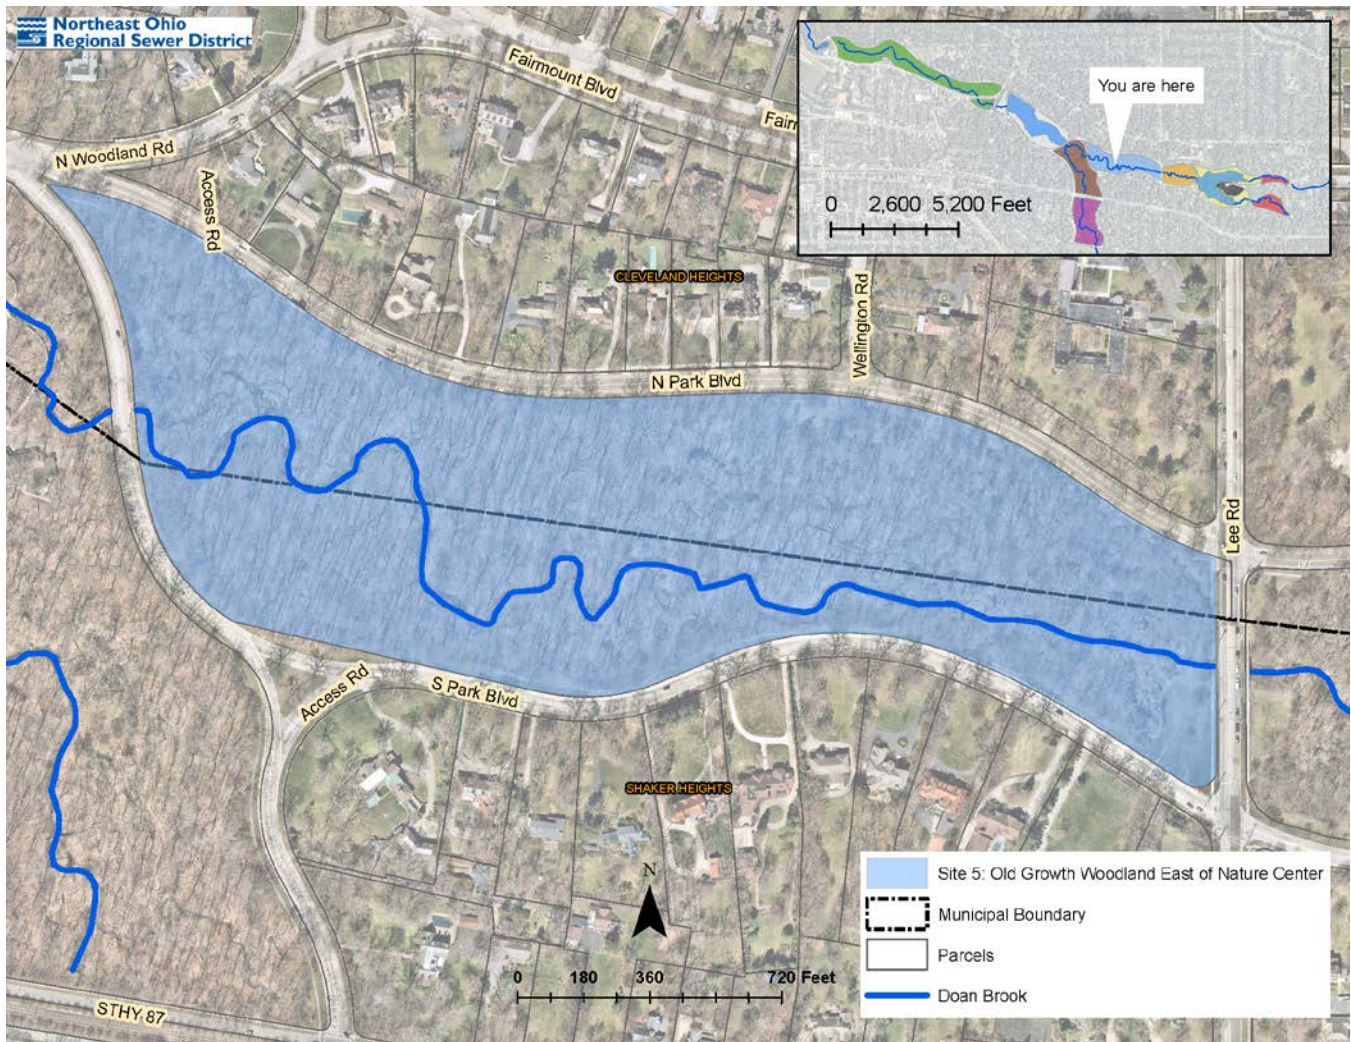 Northeast Ohio
Regional Sewer District
Fairmount Blvd
N Woodland Rd
Access Rd
CLEVELAND HEIGHTS
Wellington Rd
N Park Blvd
You are here
0 2,600 5,200 Feet
Lee Rd
Access Rd
S Park Blvd
SHAKER HEIGHTS
N
0 180 360 720 Feet
STHY 87
Site 5: Old Growth Woodland East of Nature Center
Municipal Boundary
Parcels
Doan Brook